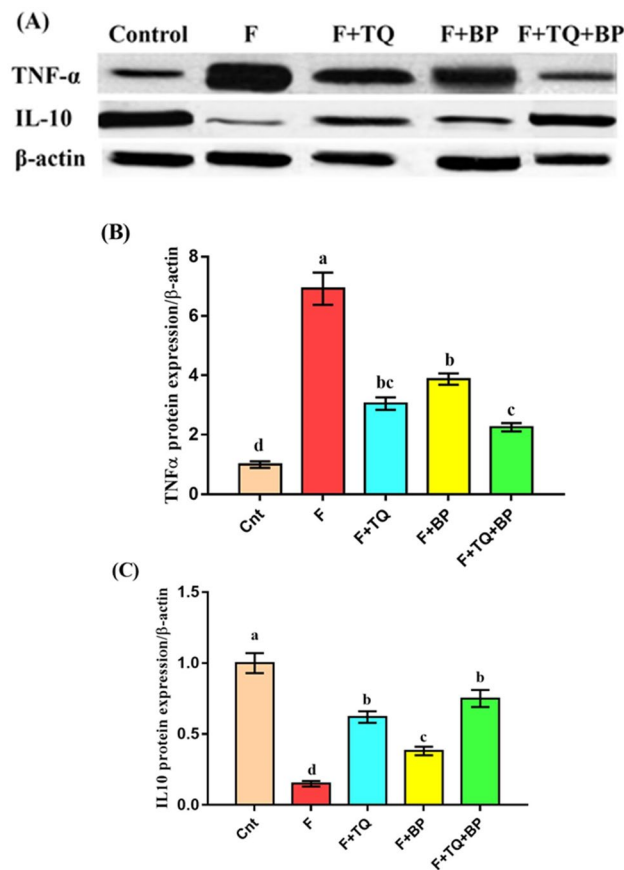 (A)
Control F F+TQ F+BP F+TQ+BP
TNF-α
IL-10
β-actin
(B)
TNFα protein expression/β-actin
8
6
4
2
0
d
a
bc
b
c
Cnt
F
F+TQ
F+BP
F+TQ+BP
(C)
IL10 protein expression/β-actin
1.5
1.0
0.5
0.0
a
d
b
c
b
Cnt
F
F+TQ
F+BP
F+TQ+BP